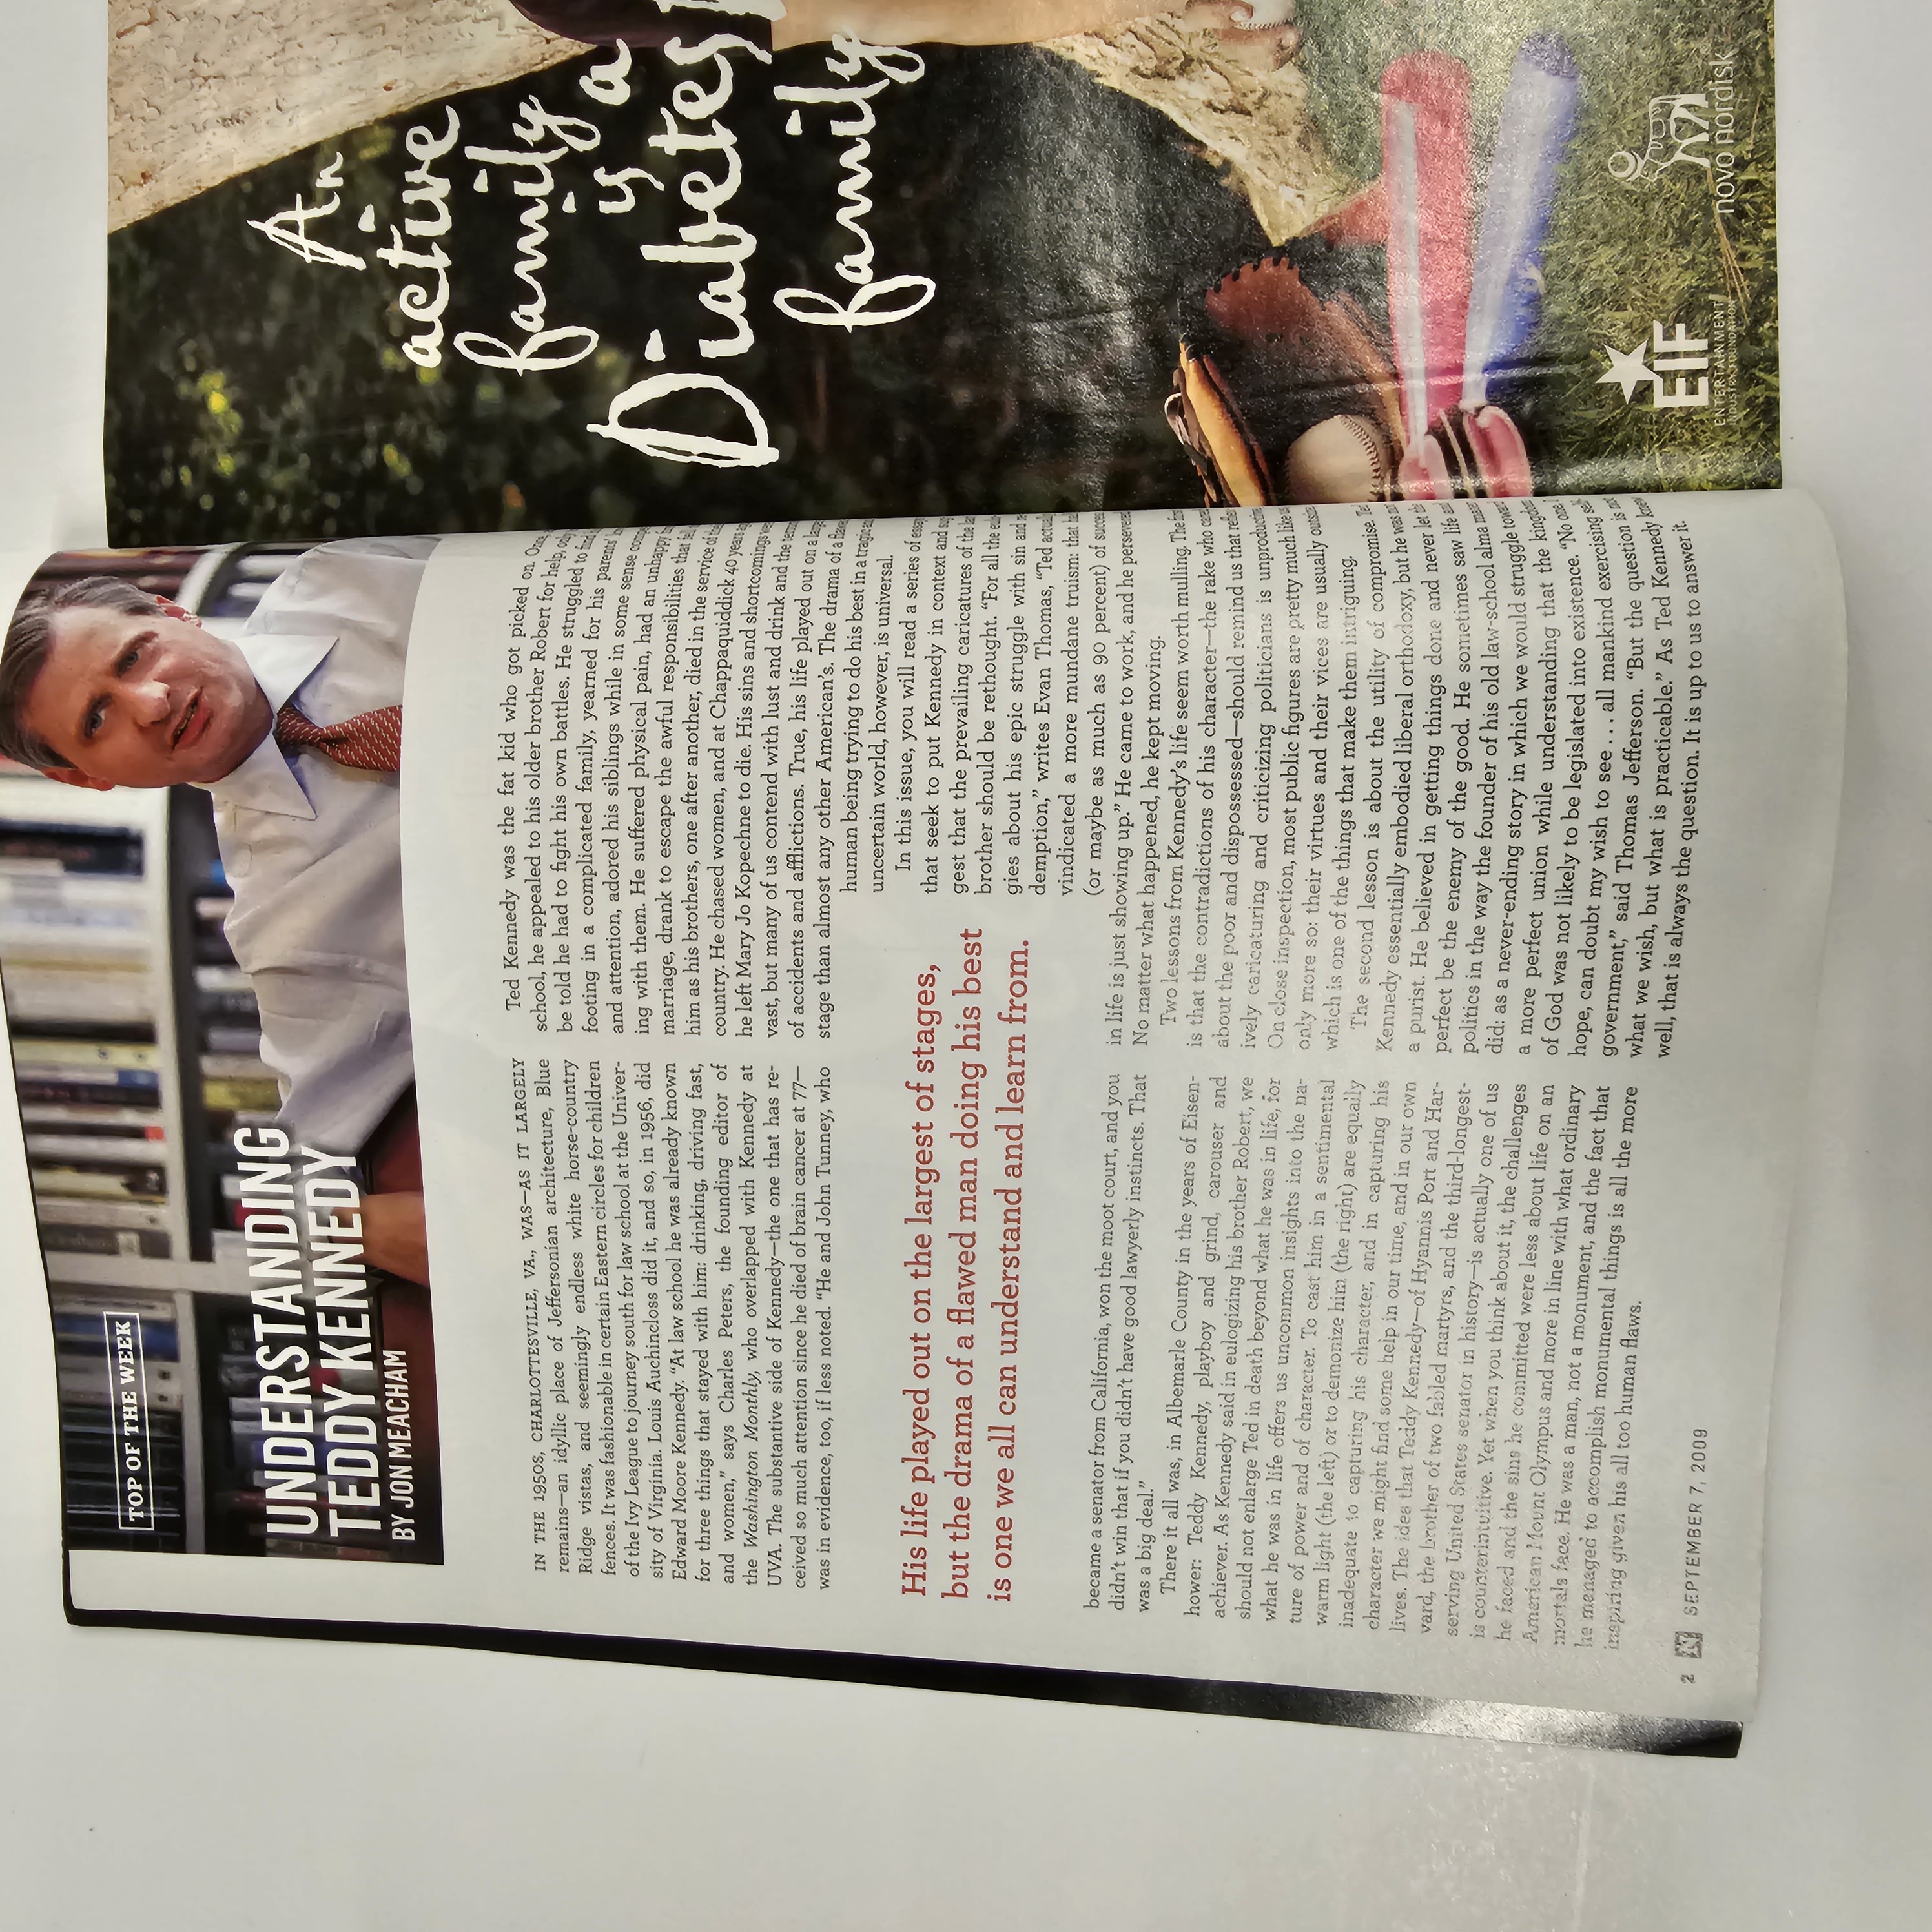 TOP OF THE WEEK
UNDERSTANDING
TEDDY KENNEDY
BY JON MEACHAM
IN THE 1950S, CHARLOTTESVILLE, VA., WAS—AS IT LARGELY
remains—an idyllic place of Jeffersonian architecture, Blue
Ridge vistas, and seemingly endless white horse-country
fences. It was fashionable in certain Eastern circles for children
of the Ivy League to journey south for law school at the Univer-
sity of Virginia. Louis Auchincloss did it, and so, in 1956, did
Edward Moore Kennedy. “At law school he was already known
for three things that stayed with him: drinking, driving fast,
and women,” says Charles Peters, the founding editor of
the Washington Monthly, who overlapped with Kennedy at
UVA. The substantive side of Kennedy—the one that has re-
ceived so much attention since he died of brain cancer at 77—
was in evidence, too, if less noted. “He and John Tunney, who
His life played out on the largest of stages,
but the drama of a flawed man doing his best
is one we all can understand and learn from.
became a senator from California, won the moot court, and you
didn’t win that if you didn’t have good lawyerly instincts. That
was a big deal.”
There it all was, in Albemarle County in the years of Eisen-
hower: Teddy Kennedy, playboy and grind, carouser and
achiever. As Kennedy said in eulogizing his brother Robert, we
should not enlarge Ted in death beyond what he was in life, for
what he was in life offers us uncommon insights into the na-
ture of power and of character. To cast him in a sentimental
warm light (the left) or to demonize him (the right) are equally
inadequate to capturing his character, and in capturing his
character we might find some help in our time, and in our own
lives. The idea that Teddy Kennedy—of Hyannis Port and Har-
vard, the brother of two fabled martyrs, and the third-longest-
serving United States senator in history—is actually one of us
is counterintuitive. Yet when you think about it, the challenges
he faced and the sins he committed were less about life on an
American Mount Olympus and more in line with what ordinary
mortals face. He was a man, not a monument, and the fact that
he managed to accomplish monumental things is all the more
inspiring given his all too human flaws.
Ted Kennedy was the fat kid who got picked on. Once,
school, he appealed to his older brother Robert for help, only
be told he had to fight his own battles. He struggled to find
footing in a complicated family, yearned for his parents’
and attention, adored his siblings while in some sense
ing with them. He suffered physical pain, had an unhappy
marriage, drank to escape the awful responsibilities that fell
him as his brothers, one after another, died in the service of
country. He chased women, and at Chappaquiddick 40 years
he left Mary Jo Kopechne to die. His sins and shortcomings
vast, but many of us contend with lust and drink and the
of accidents and afflictions. True, his life played out on a
stage than almost any other American’s. The drama of a
human being trying to do his best in a tragic
uncertain world, however, is universal.
In this issue, you will read a series of
that seek to put Kennedy in context and
gest that the prevailing caricatures of the
brother should be rethought. “For all the
gies about his epic struggle with sin and
demption,” writes Evan Thomas, “Ted
vindicated a more mundane truism: that
(or maybe as much as 90 percent) of
in life is just showing up.” He came to work, and he persevered.
No matter what happened, he kept moving.
Two lessons from Kennedy’s life seem worth mulling. The
is that the contradictions of his character—the rake who cared
about the poor and dispossessed—should remind us that
ively caricaturing and criticizing politicians is unproductive.
On close inspection, most public figures are pretty much like
only more so: their virtues and their vices are usually
which is one of the things that make them intriguing.
The second lesson is about the utility of compromise. Ted
Kennedy essentially embodied liberal orthodoxy, but he was not
a purist. He believed in getting things done and never let the
perfect be the enemy of the good. He sometimes saw life and
politics in the way the founder of his old law-school alma mater
did: as a never-ending story in which we would struggle toward
a more perfect union while understanding that the kingdom
of God was not likely to be legislated into existence. “No one, I
hope, can doubt my wish to see . . . all mankind exercising self-
government,” said Thomas Jefferson. “But the question is not
what we wish, but what is practicable.” As Ted Kennedy knew
well, that is always the question. It is up to us to answer it.
2 N SEPTEMBER 7, 2009
An
active
family
is a
Diabetes
family
EIF
ENTERTAINMENT
INDUSTRY FOUNDATION
novo nordisk